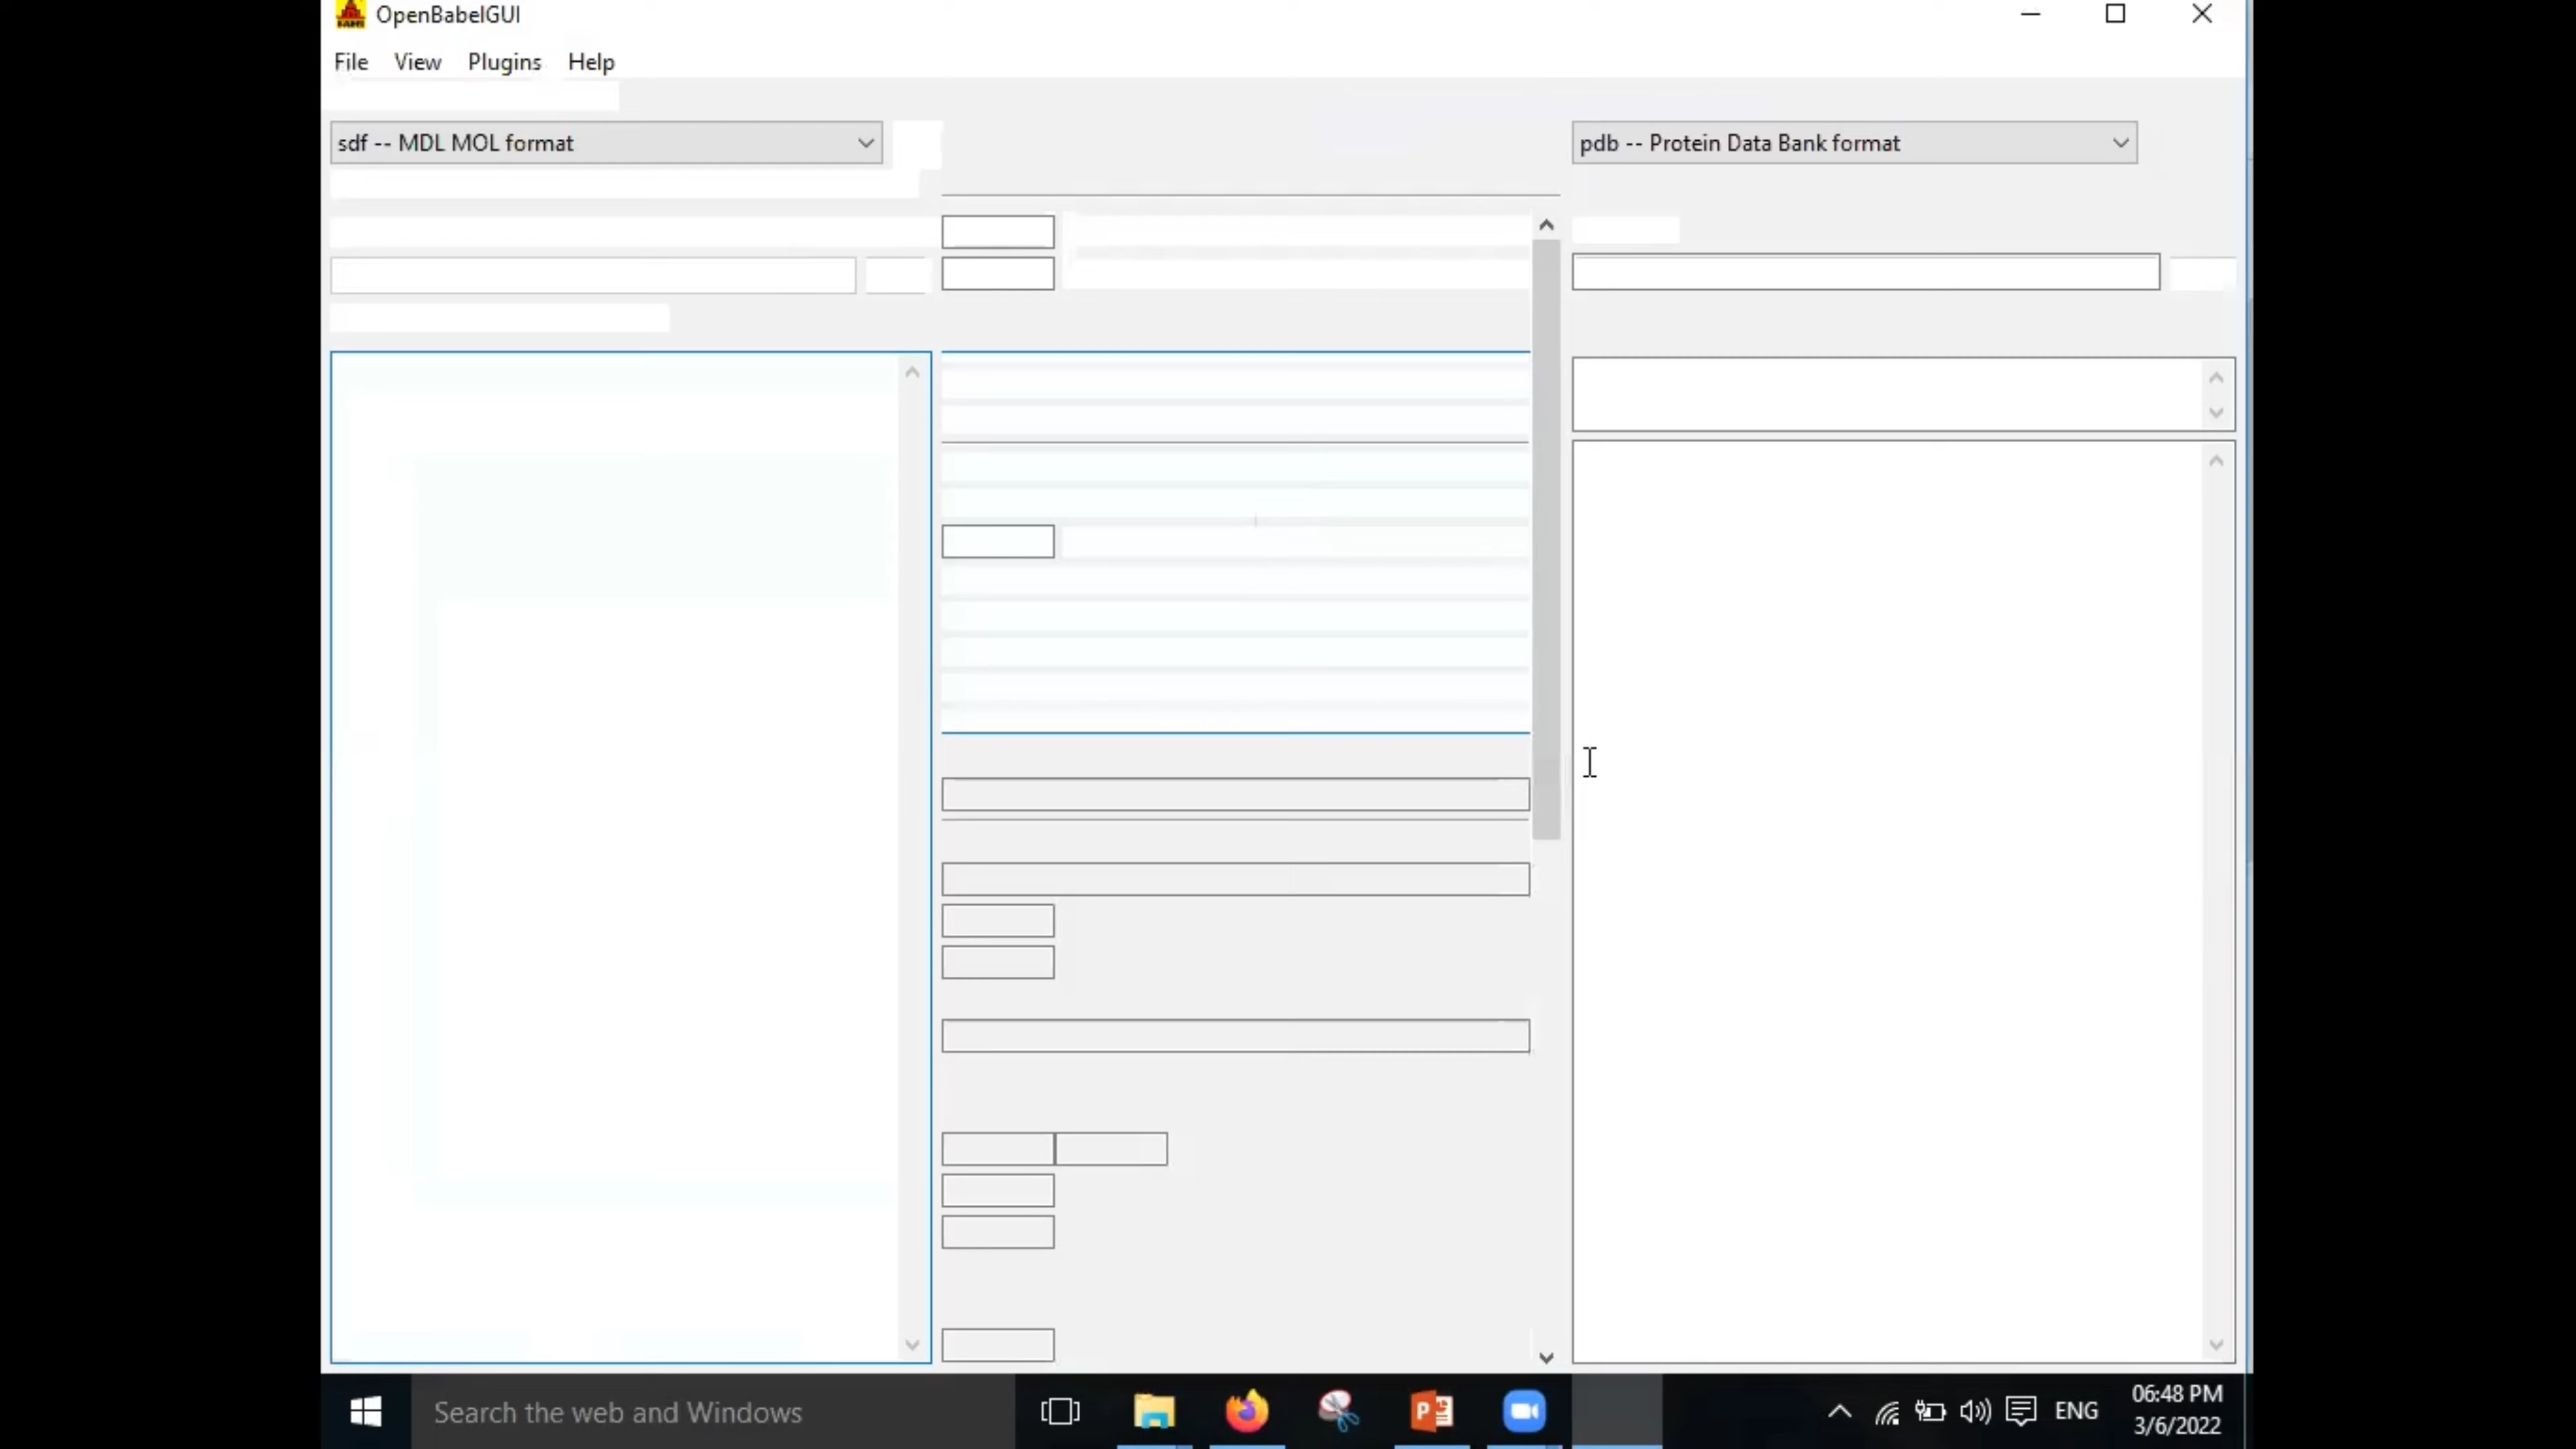 OpenBabelGUI
File View Plugins Help
sdf -- MDL MOL format
pdb -- Protein Data Bank format
Search the web and Windows
ENG
06:48 PM
3/6/2022